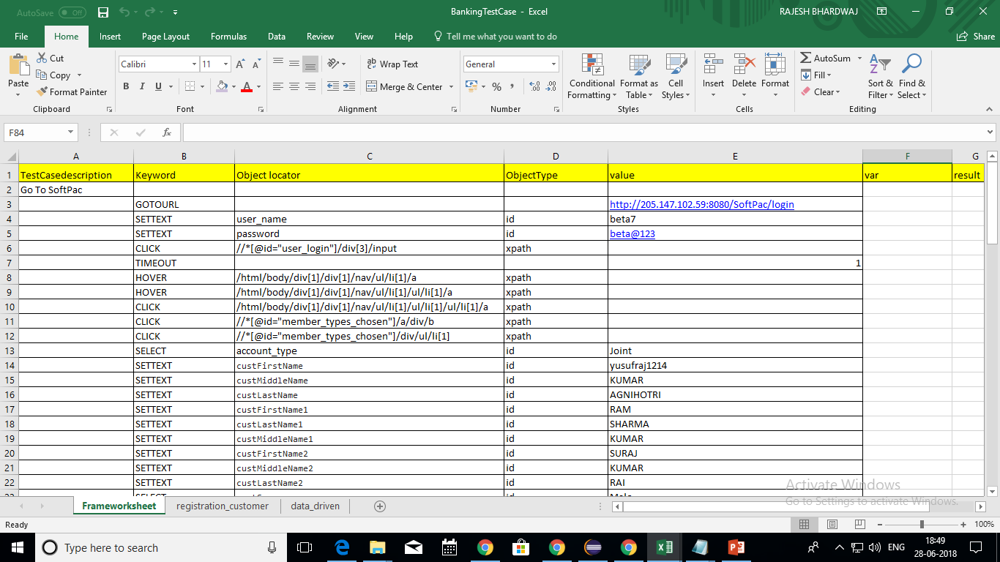 AutoSave Off BankingTestCase - Excel RAJESH BHARDWAJ
File Home Insert Page Layout Formulas Data Review View Help Tell me what you want to do Share
Paste Cut Copy Format Painter Clipboard
Calibri 11 B I U A A A Font
ab Wrap Text Merge & Center Alignment
General % Number
Conditional Formatting Format as Table Cell Styles Styles
Insert Delete Format Cells
AutoSum Fill Clear Sort & Filter Find & Select Editing
F84 fx
A B C D E F G
1 TestCasedescription Keyword Object locator ObjectType value var result
2 Go To SoftPac
3 GOTOURL http://205.147.102.59:8080/SoftPac/login
4 SETTEXT user_name id beta7
5 SETTEXT password id beta@123
6 CLICK //*[@id="user_login"]/div[3]/input xpath
7 TIMEOUT 1
8 HOVER /html/body/div[1]/div[1]/nav/ul/li[1]/a xpath
9 HOVER /html/body/div[1]/div[1]/nav/ul/li[1]/ul/li[1]/a xpath
10 CLICK /html/body/div[1]/div[1]/nav/ul/li[1]/ul/li[1]/ul/li[1]/a xpath
11 CLICK //*[@id="member_types_chosen"]/a/div/b xpath
12 CLICK //*[@id="member_types_chosen"]/div/ul/li[1] xpath
13 SELECT account_type id Joint
14 SETTEXT custFirstName id yusufraj1214
15 SETTEXT custMiddleName id KUMAR
16 SETTEXT custLastName id AGNIHOTRI
17 SETTEXT custFirstName1 id RAM
18 SETTEXT custLastName1 id SHARMA
19 SETTEXT custMiddleName1 id KUMAR
20 SETTEXT custFirstName2 id SURAJ
21 SETTEXT custMiddleName2 id KUMAR
22 SETTEXT custLastName2 id RAI
Activate Windows
Go to Settings to activate Windows.
Frameworksheet registration_customer data_driven
Ready 100%
Type here to search ENG 18:49
28-06-2018